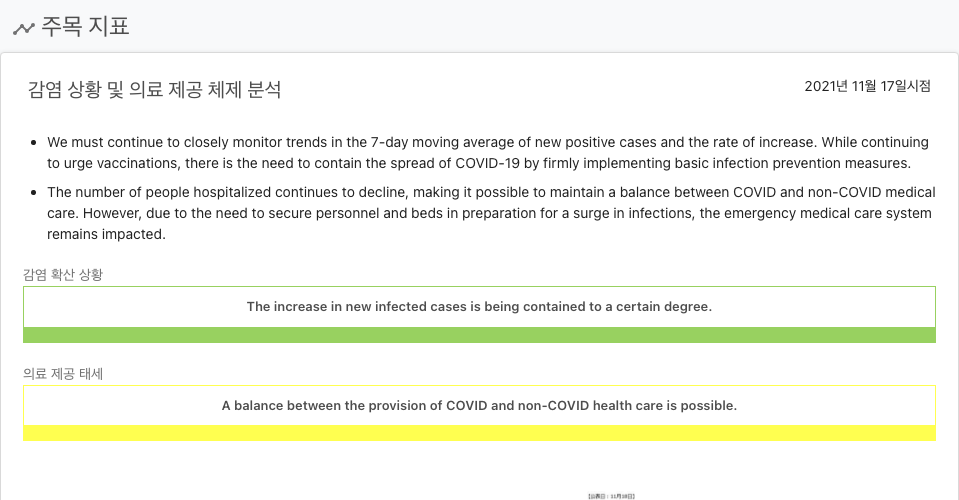 주목 지표
감염 상황 및 의료 제공 체제 분석
2021년 11월 17일시점
We must continue to closely monitor trends in the 7-day moving average of new positive cases and the rate of increase. While continuing
to urge vaccinations, there is the need to contain the spread of COVID-19 by firmly implementing basic infection prevention measures.
The number of people hospitalized continues to decline, making it possible to maintain a balance between COVID and non-COVID medical
care. However, due to the need to secure personnel and beds in preparation for a surge in infections, the emergency medical care system
remains impacted.
감염 확산 상황
The increase in new infected cases is being contained to a certain degree.
의료 제공 태세
A balance between the provision of COVID and non-COVID health care is possible.